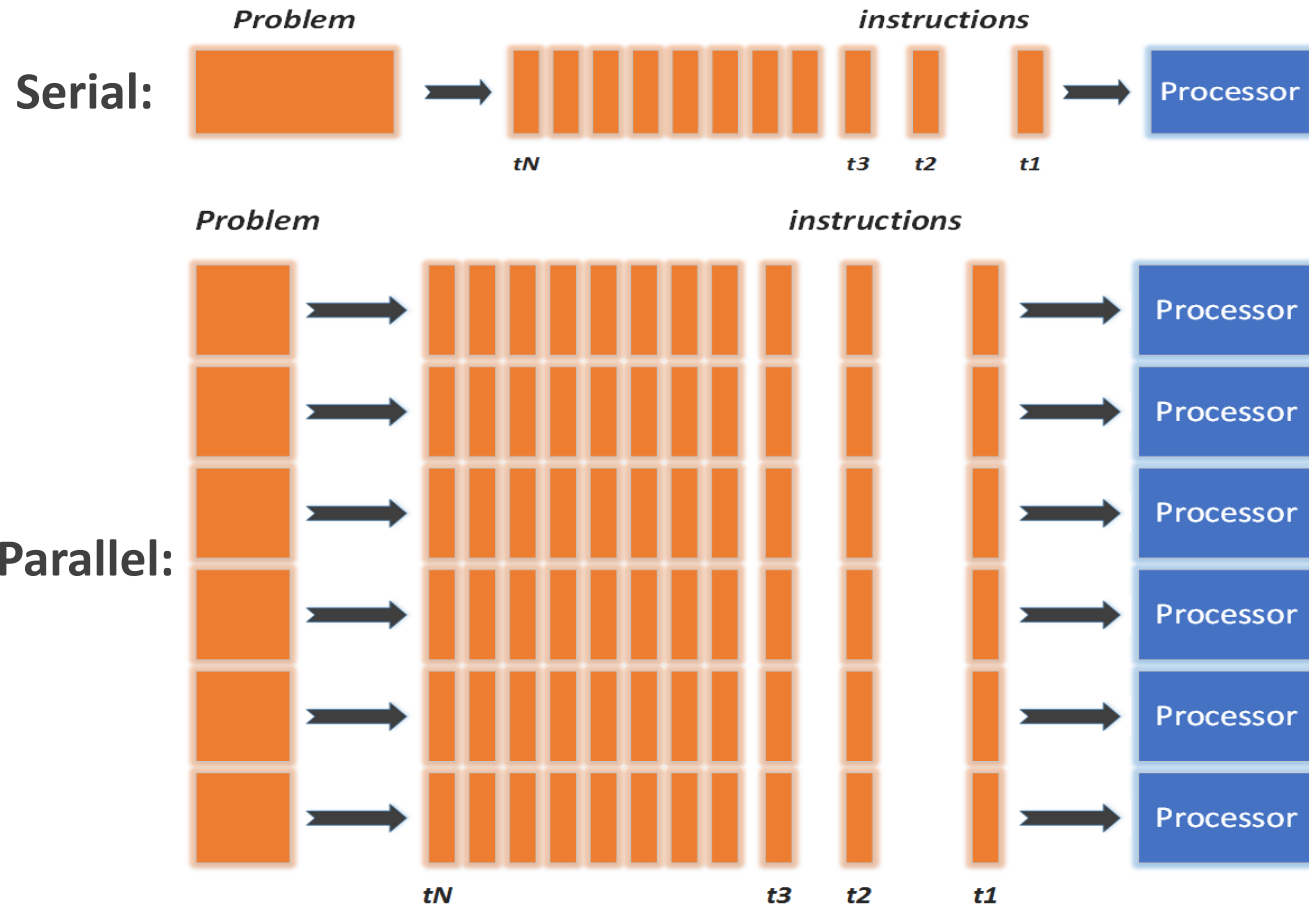 Problem instructions
Serial: Processor
tN t3 t2 t1
Problem instructions
Processor
Processor
Processor
Parallel:
Processor
Processor
Processor
tN t3 t2 t1